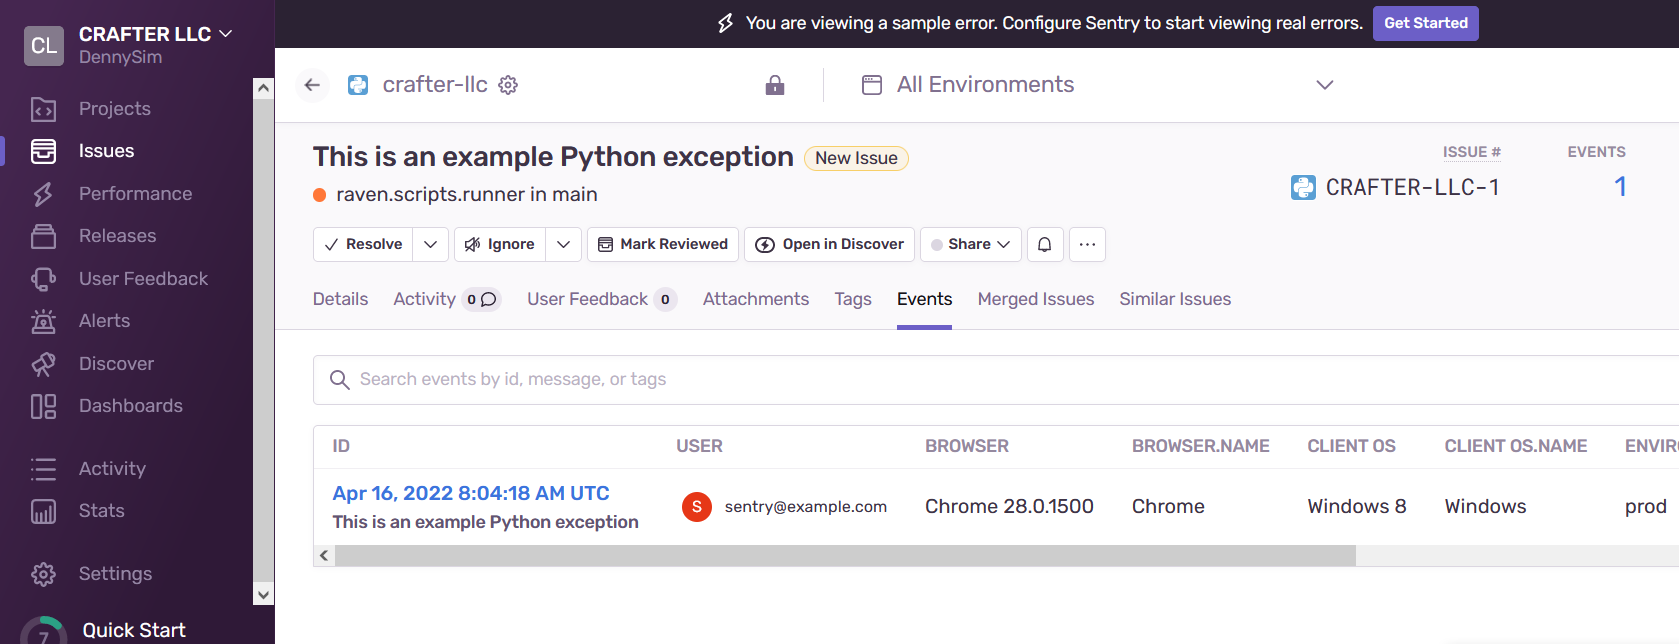 You are viewing a sample error. Configure Sentry to start viewing real errors. Get Started
CL CRAFTER LLC
DennySim
Projects
Issues
Performance
Releases
User Feedback
Alerts
Discover
Dashboards
Activity
Stats
Settings
7 Quick Start
crafter-llc All Environments
This is an example Python exception New Issue
raven.scripts.runner in main
ISSUE # EVENTS
CRAFTER-LLC-1 1
Resolve Ignore Mark Reviewed Open in Discover Share ...
Details Activity 0 User Feedback 0 Attachments Tags Events Merged Issues Similar Issues
Search events by id, message, or tags
ID USER BROWSER BROWSER.NAME CLIENT OS CLIENT OS.NAME ENVIR
Apr 16, 2022 8:04:18 AM UTC
This is an example Python exception
S sentry@example.com Chrome 28.0.1500 Chrome Windows 8 Windows prod